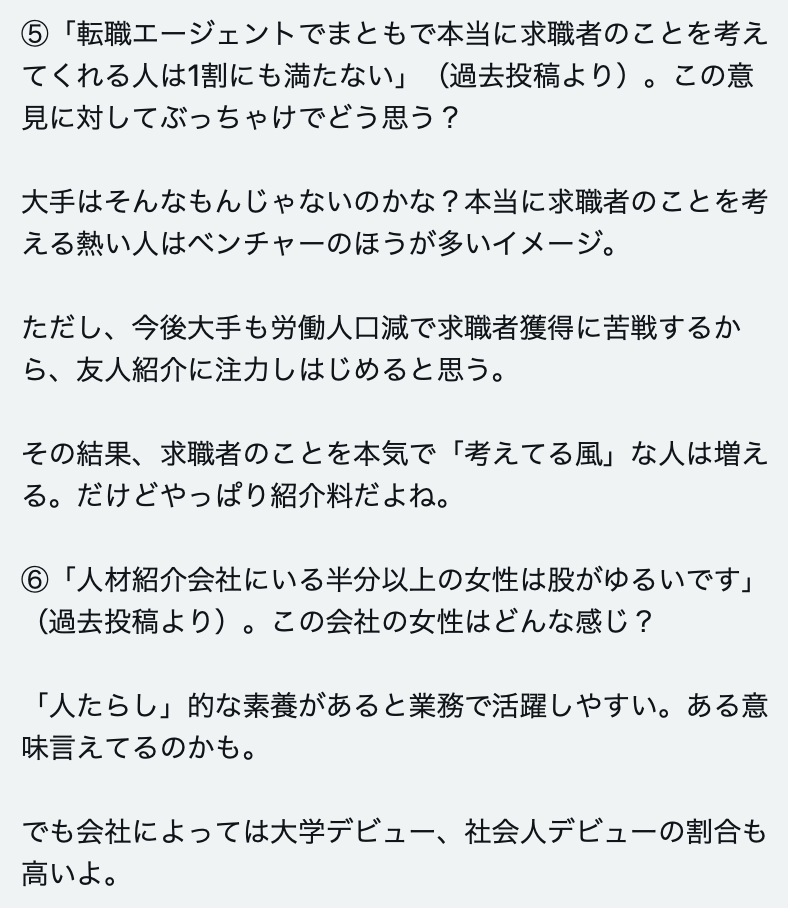 ⑤「転職エージェントでまともで本当に求職者のことを考え
てくれる人は1割にも満たない」（過去投稿より）。この意
見に対してぶっちゃけでどう思う？
大手はそんなもんじゃないのかな？本当に求職者のことを考
える熱い人はベンチャーのほうが多いイメージ。
ただし、今後大手も労働人口減で求職者獲得に苦戦するか
ら、友人紹介に注力しはじめると思う。
その結果、求職者のことを本気で「考えてる風」な人は増え
る。だけどやっぱり紹介料だよね。
⑥「人材紹介会社にいる半分以上の女性は股がゆるいです」
（過去投稿より）。この会社の女性はどんな感じ？
「人たらし」的な素養があると業務で活躍しやすい。ある意
味言えてるのかも。
でも会社によっては大学デビュー、社会人デビューの割合も
高いよ。